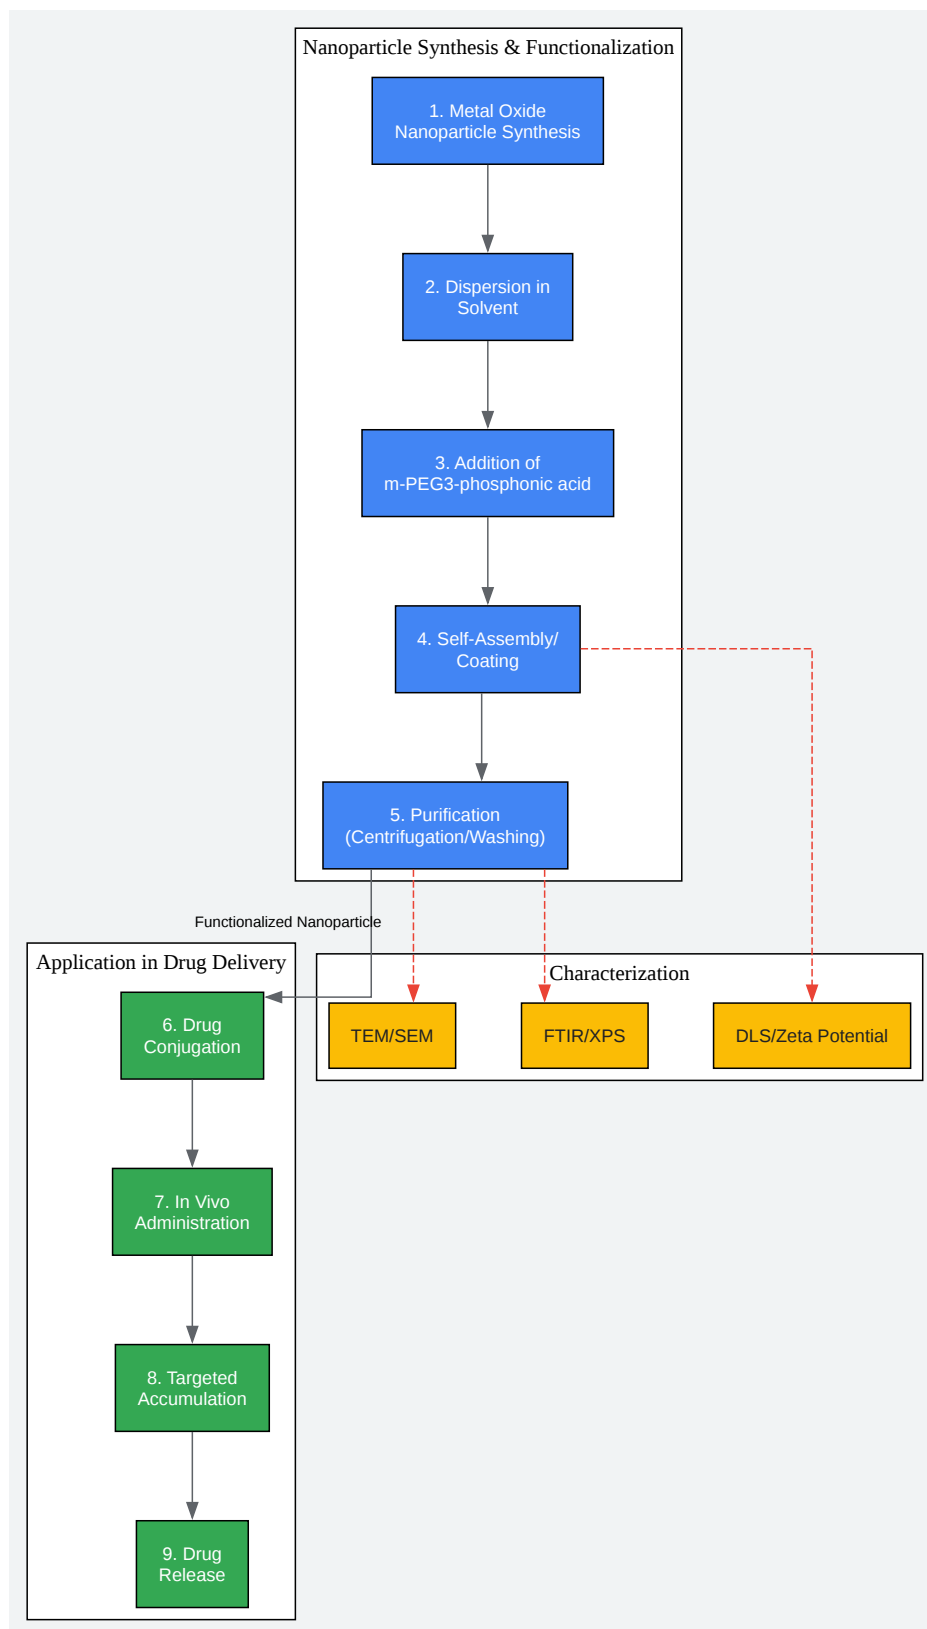 Nanoparticle Synthesis & Functionalization
1. Metal Oxide
Nanoparticle Synthesis
2. Dispersion in
Solvent
3. Addition of
m-PEG3-phosphonic acid
4. Self-Assembly/
Coating
5. Purification
(Centrifugation/Washing)
Functionalized Nanoparticle
Application in Drug Delivery
6. Drug
Conjugation
7. In Vivo
Administration
8. Targeted
Accumulation
9. Drug
Release
Characterization
TEM/SEM
FTIR/XPS
DLS/Zeta Potential